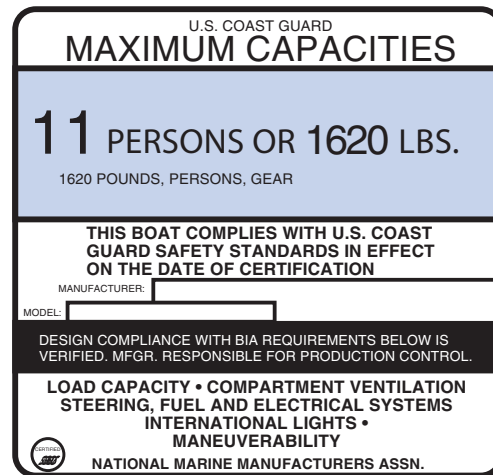 U.S. COAST GUARD
MAXIMUM CAPACITIES
11 PERSONS OR 1620 LBS.
1620 POUNDS, PERSONS, GEAR
THIS BOAT COMPLIES WITH U.S. COAST
GUARD SAFETY STANDARDS IN EFFECT
ON THE DATE OF CERTIFICATION
MANUFACTURER:
MODEL:
DESIGN COMPLIANCE WITH BIA REQUIREMENTS BELOW IS
VERIFIED. MFGR. RESPONSIBLE FOR PRODUCTION CONTROL.
LOAD CAPACITY • COMPARTMENT VENTILATION
STEERING, FUEL AND ELECTRICAL SYSTEMS
INTERNATIONAL LIGHTS •
MANEUVERABILITY
CERTIFIED
NATIONAL MARINE MANUFACTURERS ASSN.